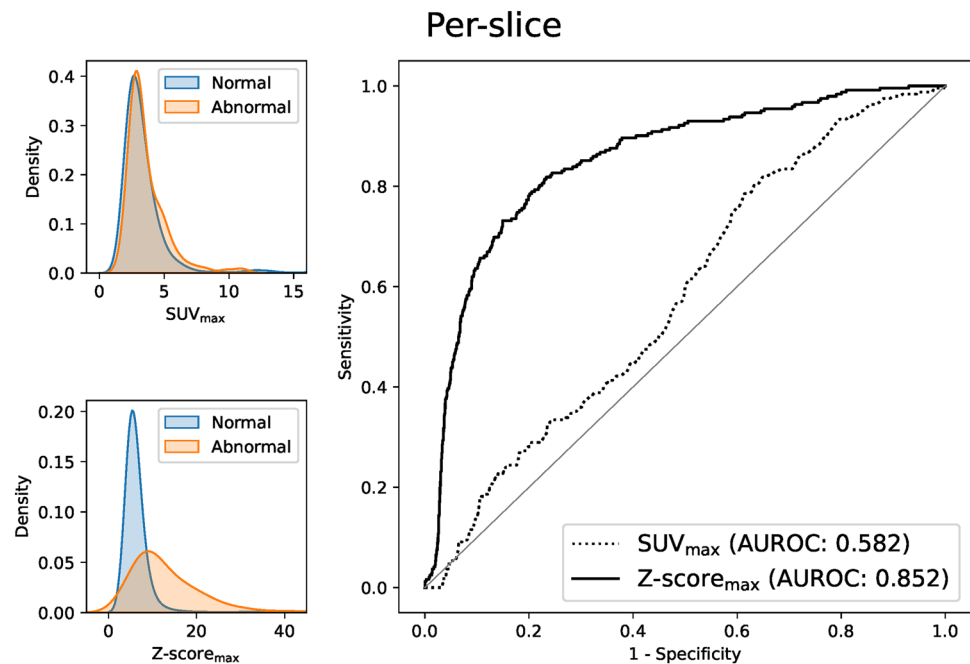 Per-slice
Density
0.4
0.3
0.2
0.1
0.0
Normal
Abnormal
0 5 10 15
SUVmax
Density
0.20
0.15
0.10
0.05
0.00
Normal
Abnormal
0 20 40
Z-scoremax
Sensitivity
1.0
0.8
0.6
0.4
0.2
0.0
SUVmax (AUROC: 0.582)
Z-scoremax (AUROC: 0.852)
0.0 0.2 0.4 0.6 0.8 1.0
1 - Specificity